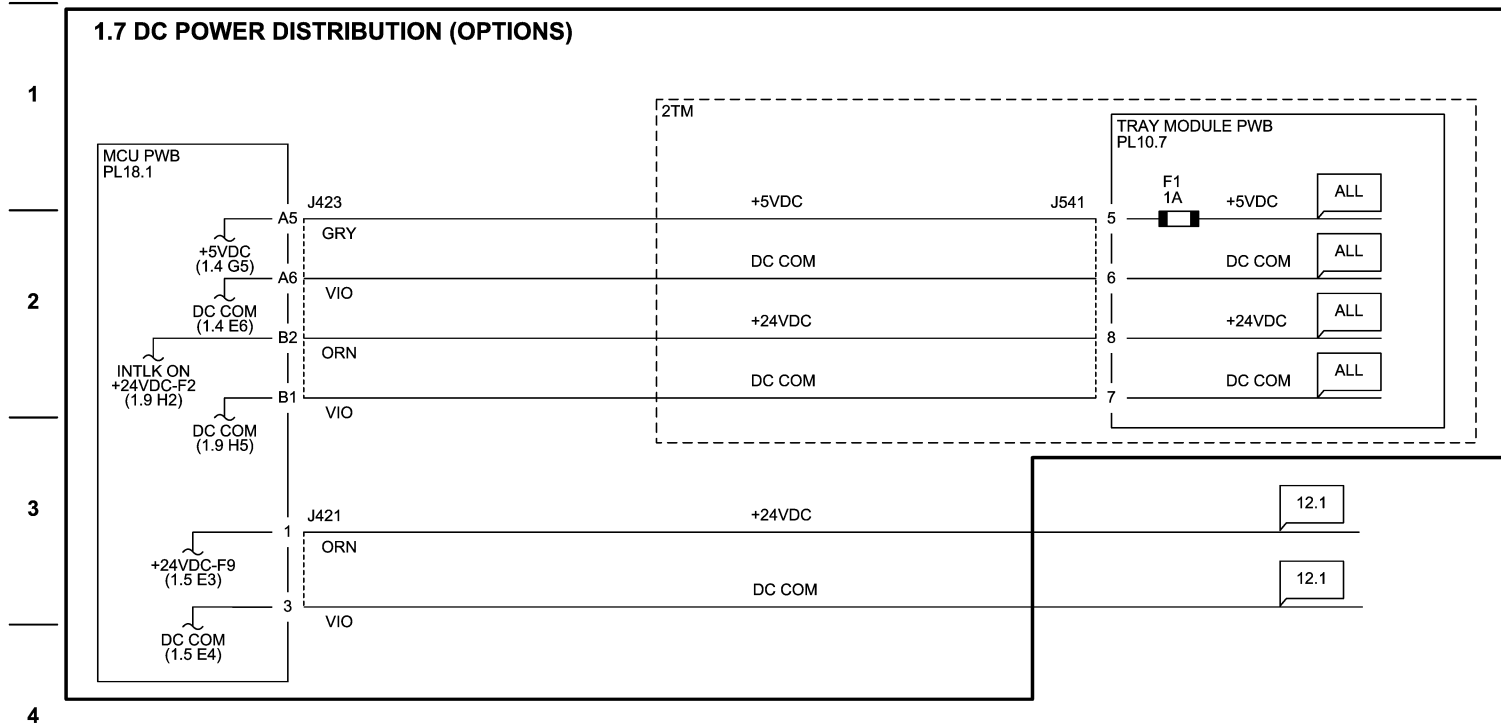 1.7 DC POWER DISTRIBUTION (OPTIONS)
1
2TM
TRAY MODULE PWB
PL10.7
MCU PWB
PL18.1
F1
1A
J423
+5VDC
J541
+5VDC
ALL
A5
5
GRY
+5VDC
(1.4 G5)
DC COM
DC COM
ALL
A6
6
VIO
2
DC COM
(1.4 E6)
+24VDC
+24VDC
ALL
B2
8
ORN
INTLK ON
+24VDC-F2
(1.9 H2)
DC COM
DC COM
ALL
B1
7
VIO
DC COM
(1.9 H5)
3
J421
+24VDC
12.1
1
ORN
+24VDC-F9
(1.5 E3)
DC COM
12.1
3
VIO
DC COM
(1.5 E4)
4